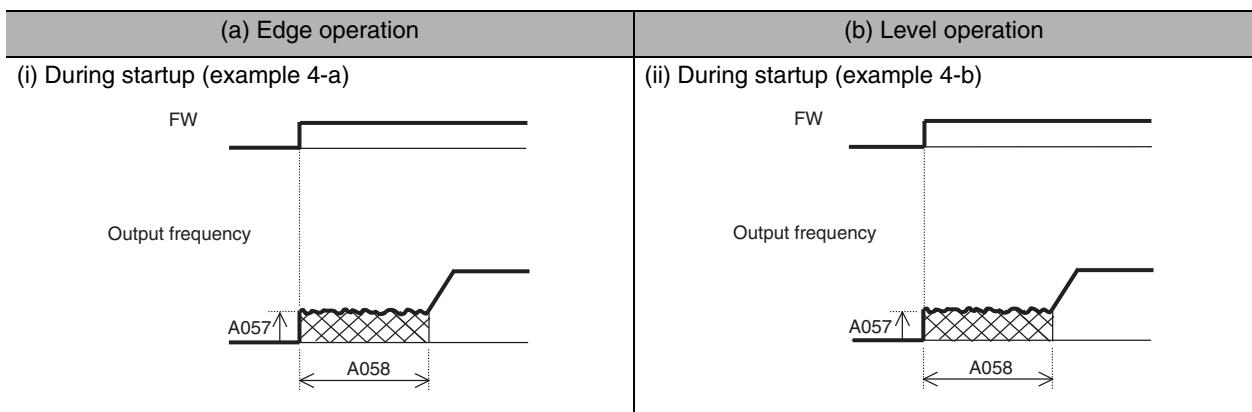 (a) Edge operation
(b) Level operation
(i) During startup (example 4-a)
FW
Output frequency
A057
A058
(ii) During startup (example 4-b)
FW
Output frequency
A057
A058